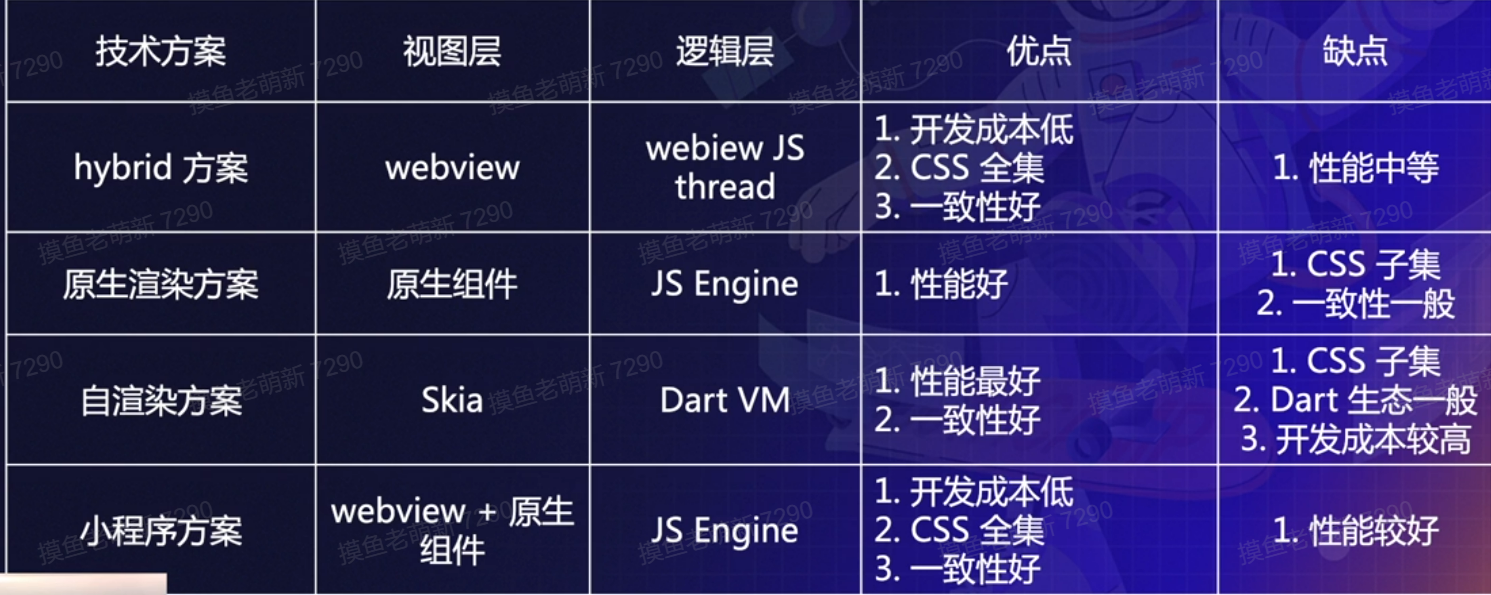 技术方案 视图层 逻辑层 优点 缺点
hybrid 方案
webview
webiew JS
thread
1. 开发成本低
2. CSS 全集
3. 一致性好
1. 性能中等
原生渲染方案
原生组件
JS Engine
1. 性能好
1. CSS 子集
2. 一致性一般
自渲染方案
Skia
Dart VM
1. 性能最好
2. 一致性好
1. CSS 子集
2. Dart 生态一般
3. 开发成本较高
小程序方案
webview + 原生
组件
JS Engine
1. 开发成本低
2. CSS 全集
3. 一致性好
1. 性能较好
摸鱼老萌新 7290